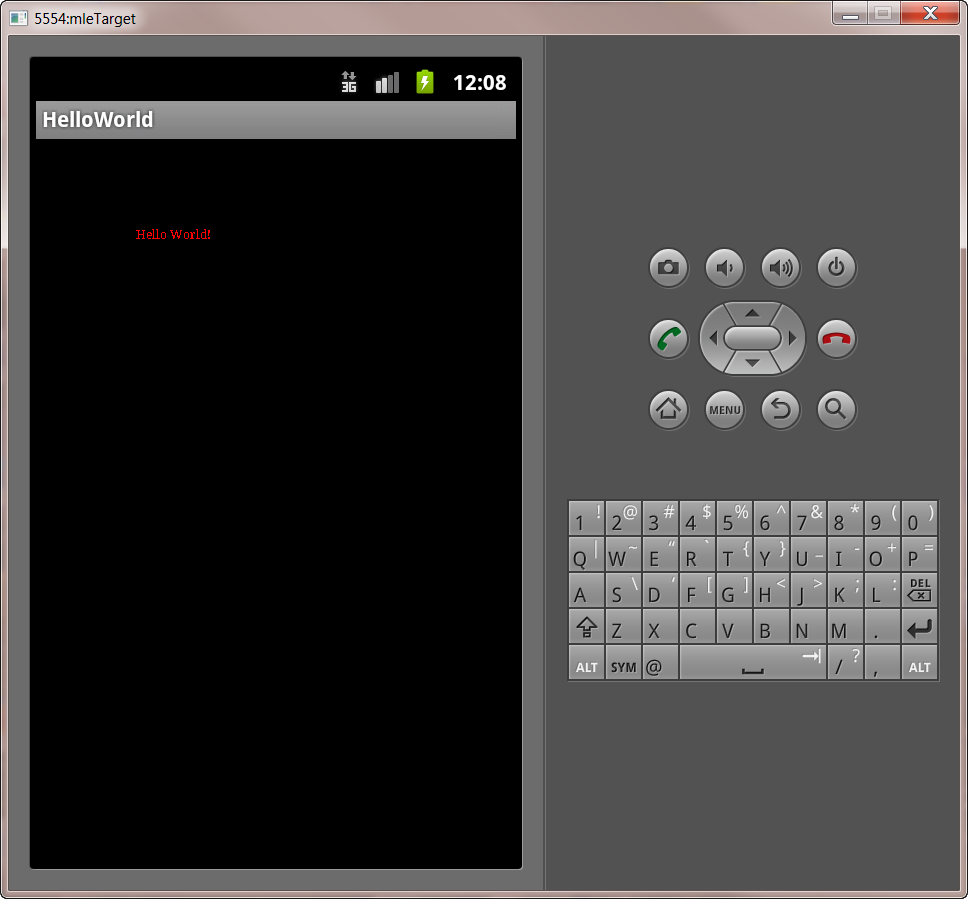 5554:mleTarget
3G 12:08
HelloWorld
Hello World!
MENU
1 ! 2 @ 3 # 4 $ 5 % 6 ^ 7 & 8 * 9 ( 0 )
Q | W ~ E “ R ` T { Y } U _ I - O + P =
A S \ D ‘ F [ G ] H < J > K ; L : DEL
Z X C V B N M .
ALT SYM @ / ? , ALT